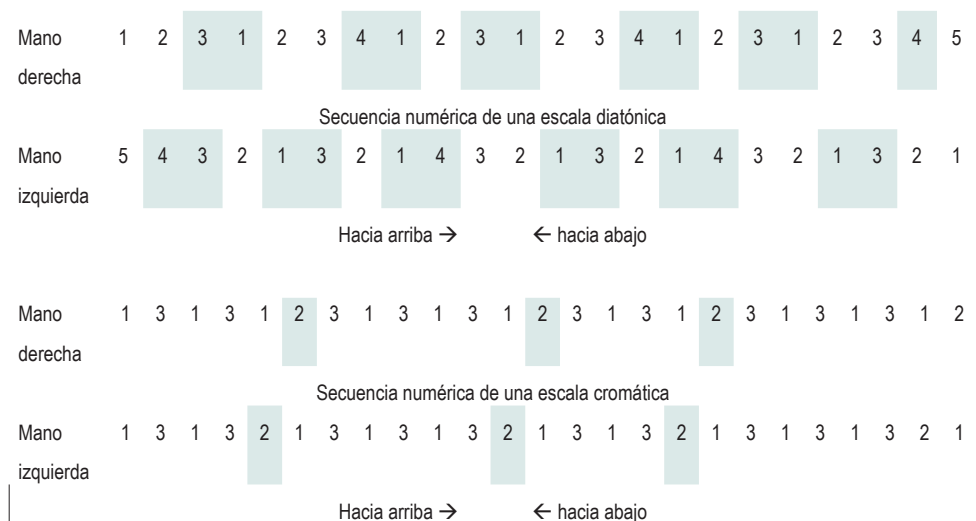 Mano 1 2 3 1 2 3 4 1 2 3 1 2 3 4 1 2 3 1 2 3 4 5
derecha
Secuencia numérica de una escala diatónica
Mano 5 4 3 2 1 3 2 1 4 3 2 1 3 2 1 4 3 2 1 3 2 1
izquierda
Hacia arriba → ← hacia abajo
Mano 1 3 1 3 1 2 3 1 3 1 3 1 2 3 1 3 1 2 3 1 3 1 3 1 2
derecha
Secuencia numérica de una escala cromática
Mano 1 3 1 3 2 1 3 1 3 1 3 2 1 3 1 3 2 1 3 1 3 1 3 2 1
izquierda
Hacia arriba → ← hacia abajo